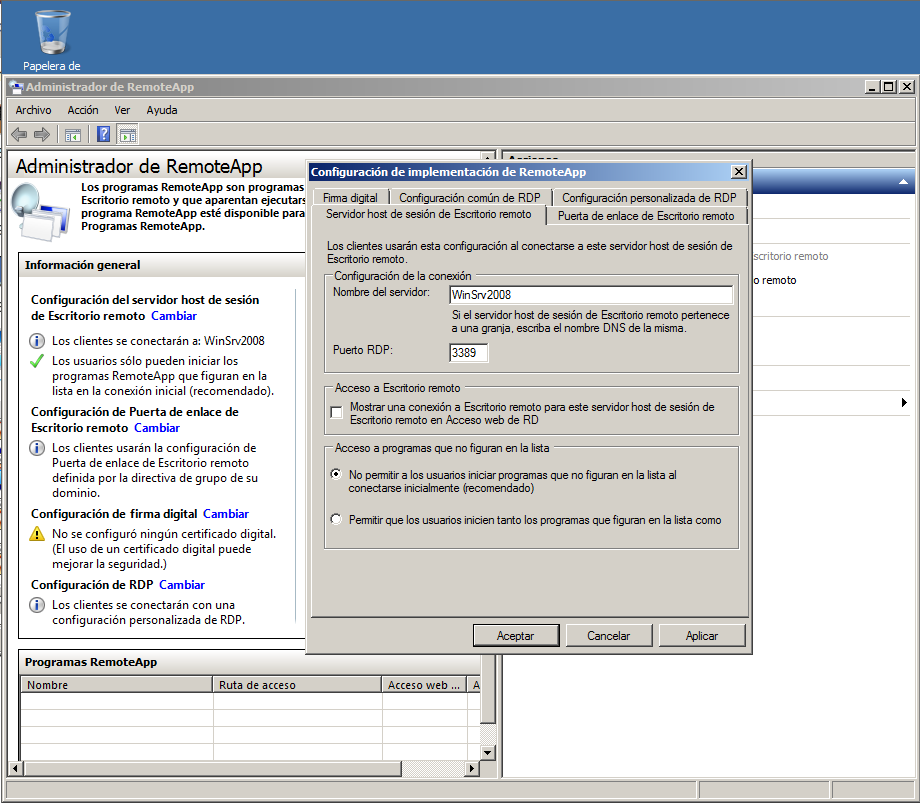 Papelera de
Administrador de RemoteApp
Archivo Acción Ver Ayuda
Administrador de RemoteApp
Los programas RemoteApp son programas
Escritorio remoto y que aparentan ejecutars
programa RemoteApp esté disponible para
Programas RemoteApp.
Información general
Configuración del servidor host de sesión
de Escritorio remoto Cambiar
Los clientes se conectarán a: WinSrv2008
Los usuarios sólo pueden iniciar los
programas RemoteApp que figuran en la
lista en la conexión inicial (recomendado).
Configuración de Puerta de enlace de
Escritorio remoto Cambiar
Los clientes usarán la configuración de
Puerta de enlace de Escritorio remoto
definida por la directiva de grupo de su
dominio.
Configuración de firma digital Cambiar
No se configuró ningún certificado digital.
(El uso de un certificado digital puede
mejorar la seguridad.)
Configuración de RDP Cambiar
Los clientes se conectarán con una
configuración personalizada de RDP.
Programas RemoteApp
Nombre Ruta de acceso Acceso web ... A
Configuración de implementación de RemoteApp
Firma digital Configuración común de RDP Configuración personalizada de RDP
Servidor host de sesión de Escritorio remoto Puerta de enlace de Escritorio remoto
Los clientes usarán esta configuración al conectarse a este servidor host de sesión de
Escritorio remoto.
Configuración de la conexión
Nombre del servidor: WinSrv2008
Si el servidor host de sesión de Escritorio remoto pertenece
a una granja, escriba el nombre DNS de la misma.
Puerto RDP: 3389
Acceso a Escritorio remoto
Mostrar una conexión a Escritorio remoto para este servidor host de sesión de
Escritorio remoto en Acceso web de RD
Acceso a programas que no figuran en la lista
No permitir a los usuarios iniciar programas que no figuran en la lista al
conectarse inicialmente (recomendado)
Permitir que los usuarios inicien tanto los programas que figuran en la lista como
Aceptar Cancelar Aplicar
scritorio remoto
o remoto